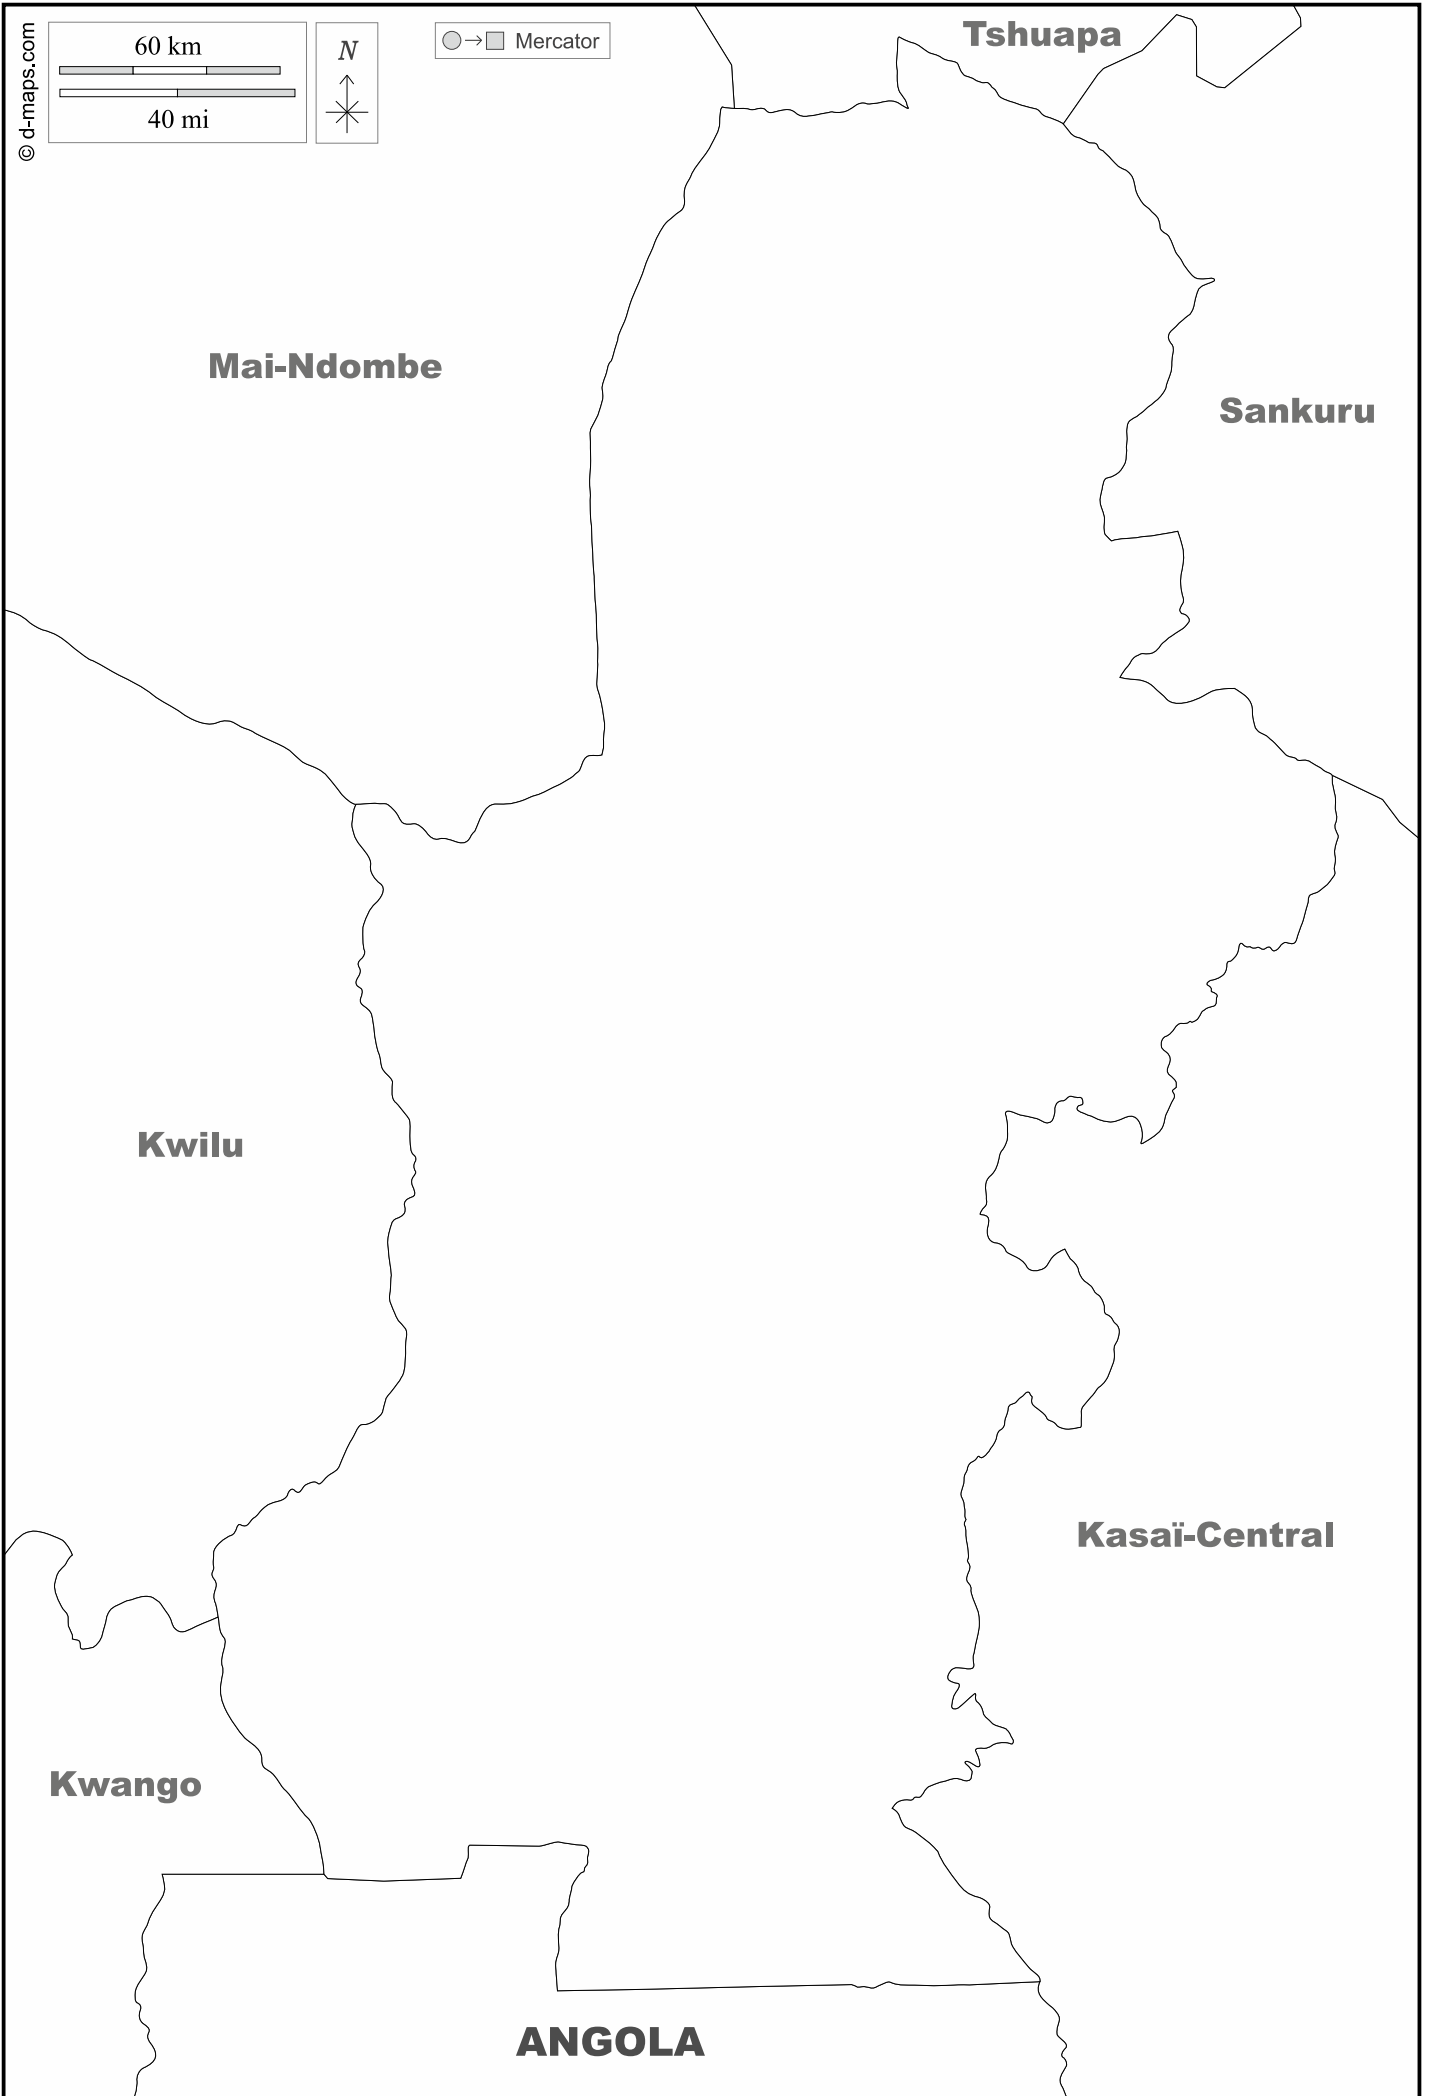 © d-maps.com
60 km
40 mi
N
Mercator
Tshuapa
Mai-Ndombe
Sankuru
Kwilu
Kasaï-Central
Kwango
ANGOLA